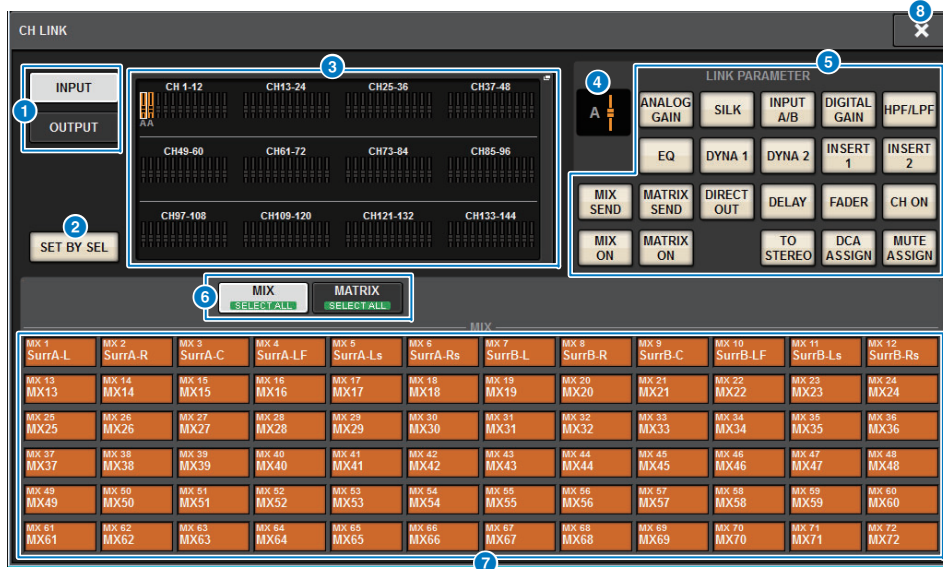 CH LINK
8
1
INPUT
OUTPUT
2
SET BY SEL
3
CH 1-12 CH13-24 CH25-36 CH37-48
AA
CH49-60 CH61-72 CH73-84 CH85-96
CH97-108 CH109-120 CH121-132 CH133-144
4
A
5
LINK PARAMETER
ANALOG GAIN SILK INPUT A/B DIGITAL GAIN HPF/LPF
EQ DYNA 1 DYNA 2 INSERT 1 INSERT 2
MIX SEND MATRIX SEND DIRECT OUT DELAY FADER CH ON
MIX ON MATRIX ON TO STEREO DCA ASSIGN MUTE ASSIGN
6
MIX MATRIX
SELECT ALL SELECT ALL
MIX
MX 1 MX 2 MX 3 MX 4 MX 5 MX 6 MX 7 MX 8 MX 9 MX 10 MX 11 MX 12
SurrA-L SurrA-R SurrA-C SurrA-LF SurrA-Ls SurrA-Rs SurrB-L SurrB-R SurrB-C SurrB-LF SurrB-Ls SurrB-Rs
MX 13 MX 14 MX 15 MX 16 MX 17 MX 18 MX 19 MX 20 MX 21 MX 22 MX 23 MX 24
MX13 MX14 MX15 MX16 MX17 MX18 MX19 MX20 MX21 MX22 MX23 MX24
MX 25 MX 26 MX 27 MX 28 MX 29 MX 30 MX 31 MX 32 MX 33 MX 34 MX 35 MX 36
MX25 MX26 MX27 MX28 MX29 MX30 MX31 MX32 MX33 MX34 MX35 MX36
MX 37 MX 38 MX 39 MX 40 MX 41 MX 42 MX 43 MX 44 MX 45 MX 46 MX 47 MX 48
MX37 MX38 MX39 MX40 MX41 MX42 MX43 MX44 MX45 MX46 MX47 MX48
MX 49 MX 50 MX 51 MX 52 MX 53 MX 54 MX 55 MX 56 MX 57 MX 58 MX 59 MX 60
MX49 MX50 MX51 MX52 MX53 MX54 MX55 MX56 MX57 MX58 MX59 MX60
MX 61 MX 62 MX 63 MX 64 MX 65 MX 66 MX 67 MX 68 MX 69 MX 70 MX 71 MX 72
MX61 MX62 MX63 MX64 MX65 MX66 MX67 MX68 MX69 MX70 MX71 MX72
7